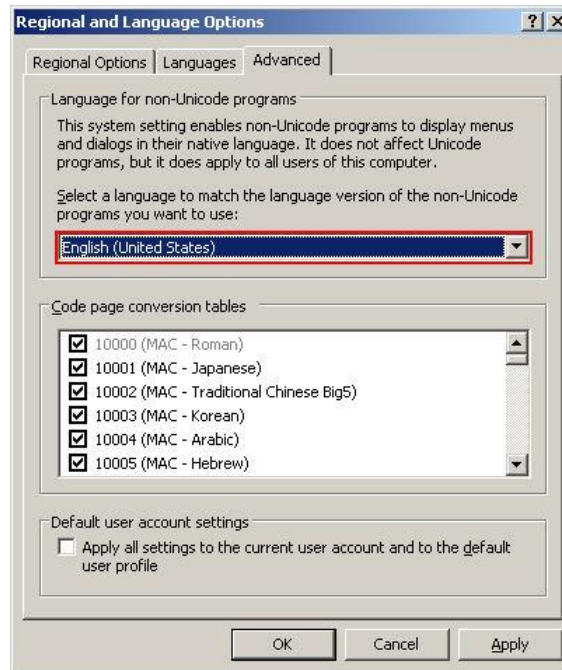 Regional and Language Options
Regional Options Languages Advanced
Language for non-Unicode programs
This system setting enables non-Unicode programs to display menus
and dialogs in their native language. It does not affect Unicode
programs, but it does apply to all users of this computer.
Select a language to match the language version of the non-Unicode
programs you want to use:
English (United States)
Code page conversion tables
10000 (MAC - Roman)
10001 (MAC - Japanese)
10002 (MAC - Traditional Chinese Big5)
10003 (MAC - Korean)
10004 (MAC - Arabic)
10005 (MAC - Hebrew)
Default user account settings
Apply all settings to the current user account and to the default
user profile
OK Cancel Apply